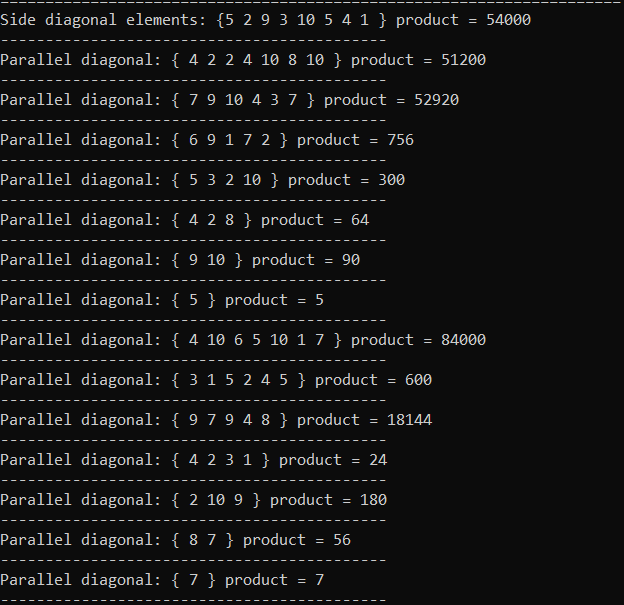 Side diagonal elements: {5 2 9 3 10 5 4 1 } product = 54000
Parallel diagonal: { 4 2 2 4 10 8 10 } product = 51200
-------------------------------------------
Parallel diagonal: { 7 9 10 4 3 7 } product = 52920
-------------------------------------------
Parallel diagonal: { 6 9 1 7 2 } product = 756
-------------------------------------------
Parallel diagonal: { 5 3 2 10 } product = 300
-------------------------------------------
Parallel diagonal: { 4 2 8 } product = 64
-------------------------------------------
Parallel diagonal: { 9 10 } product = 90
-------------------------------------------
Parallel diagonal: { 5 } product = 5
-------------------------------------------
Parallel diagonal: { 4 10 6 5 10 1 7 } product = 84000
-------------------------------------------
Parallel diagonal: { 3 1 5 2 4 5 } product = 600
-------------------------------------------
Parallel diagonal: { 9 7 9 4 8 } product = 18144
-------------------------------------------
Parallel diagonal: { 4 2 3 1 } product = 24
-------------------------------------------
Parallel diagonal: { 2 10 9 } product = 180
-------------------------------------------
Parallel diagonal: { 8 7 } product = 56
-------------------------------------------
Parallel diagonal: { 7 } product = 7
-------------------------------------------